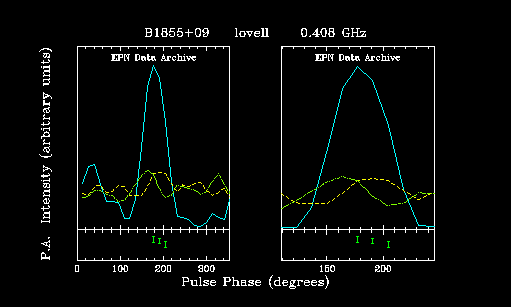 B1855+09 lovell 0.408 GHz
EPN Data Archive EPN Data Archive
P.A. Intensity (arbitrary units)
0 100 200 300 150 200
Pulse Phase (degrees)